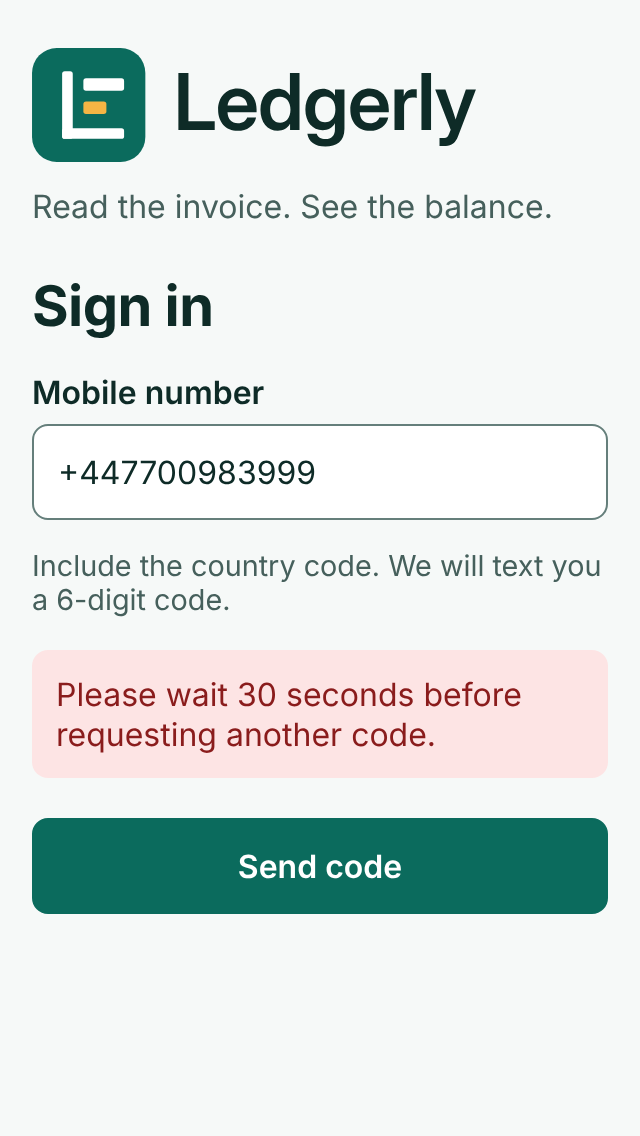 Ledgerly
Read the invoice. See the balance.
Sign in
Mobile number
+447700983999
Include the country code. We will text you
a 6-digit code.
Please wait 30 seconds before
requesting another code.
Send code